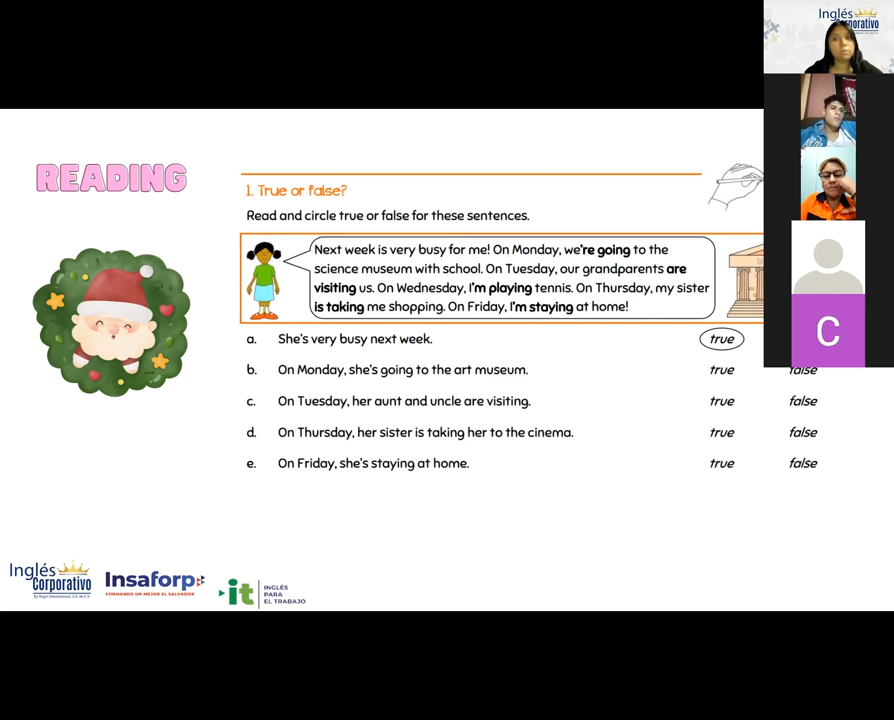 Inglés
Corporativo
READING
1. True or false?
Read and circle true or false for these sentences.
Next week is very busy for me! On Monday, we're going to the
science museum with school. On Tuesday, our grandparents are
visiting us. On Wednesday, I'm playing tennis. On Thursday, my sister
is taking me shopping. On Friday, I'm staying at home!
a. She's very busy next week. true
b. On Monday, she's going to the art museum. true false
c. On Tuesday, her aunt and uncle are visiting. true false
d. On Thursday, her sister is taking her to the cinema. true false
e. On Friday, she's staying at home. true false
C
Inglés
Corporativo
Insaforp
FORMANDO UN MEJOR EL SALVADOR
it
INGLÉS
PARA
EL TRABAJO